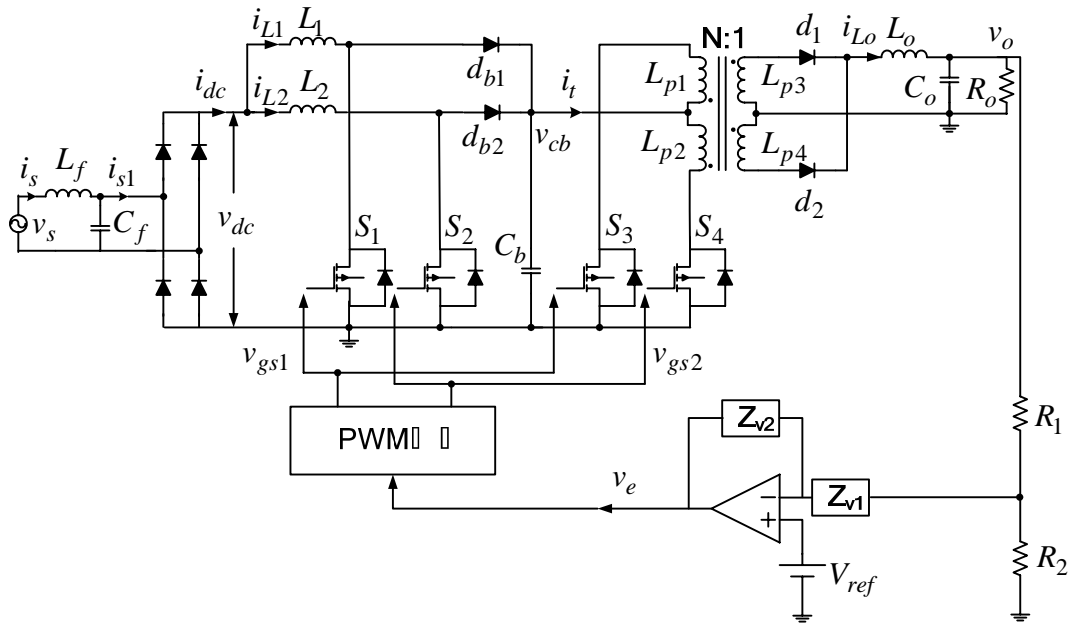 i_{L1} L_1 d_{b1}
i_{dc} i_{L2} L_2 d_{b2} i_t v_{cb}
N:1
L_{p1} L_{p3}
L_{p2} L_{p4}
d_1 i_{Lo} L_o v_o
C_o R_o
d_2
i_s L_f i_{s1}
v_s C_f v_{dc}
S_1 S_2 C_b S_3 S_4
v_{gs1} v_{gs2}
PWM
v_e
Z_{v2}
Z_{v1}
− +
V_{ref}
R_1
R_2